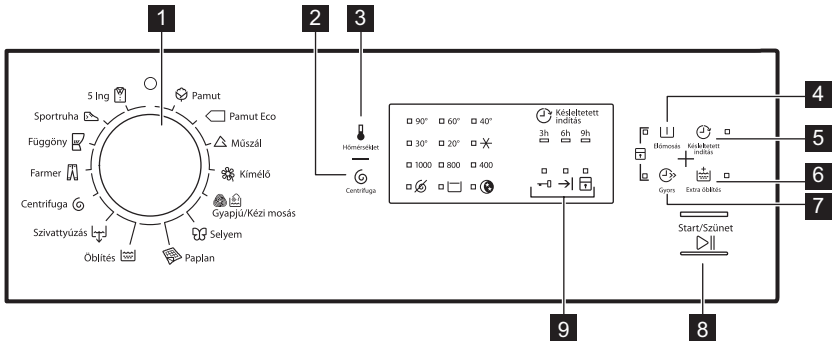 1
2
3
4
5
6
7
8
9
5 Ing
Pamut
Sportruha
Pamut Eco
Függöny
Műszál
Farmer
Kímélő
Centrifuga
Gyapjú/Kézi mosás
Szivattyúzás
Selyem
Öblítés
Paplan
Hőmérséklet
Centrifuga
90° 60° 40°
30° 20°
1000 800 400
Késleltetett
indítás
3h 6h 9h
Előmosás
Késleltetett
indítás
Gyors
Extra öblítés
Start/Szünet